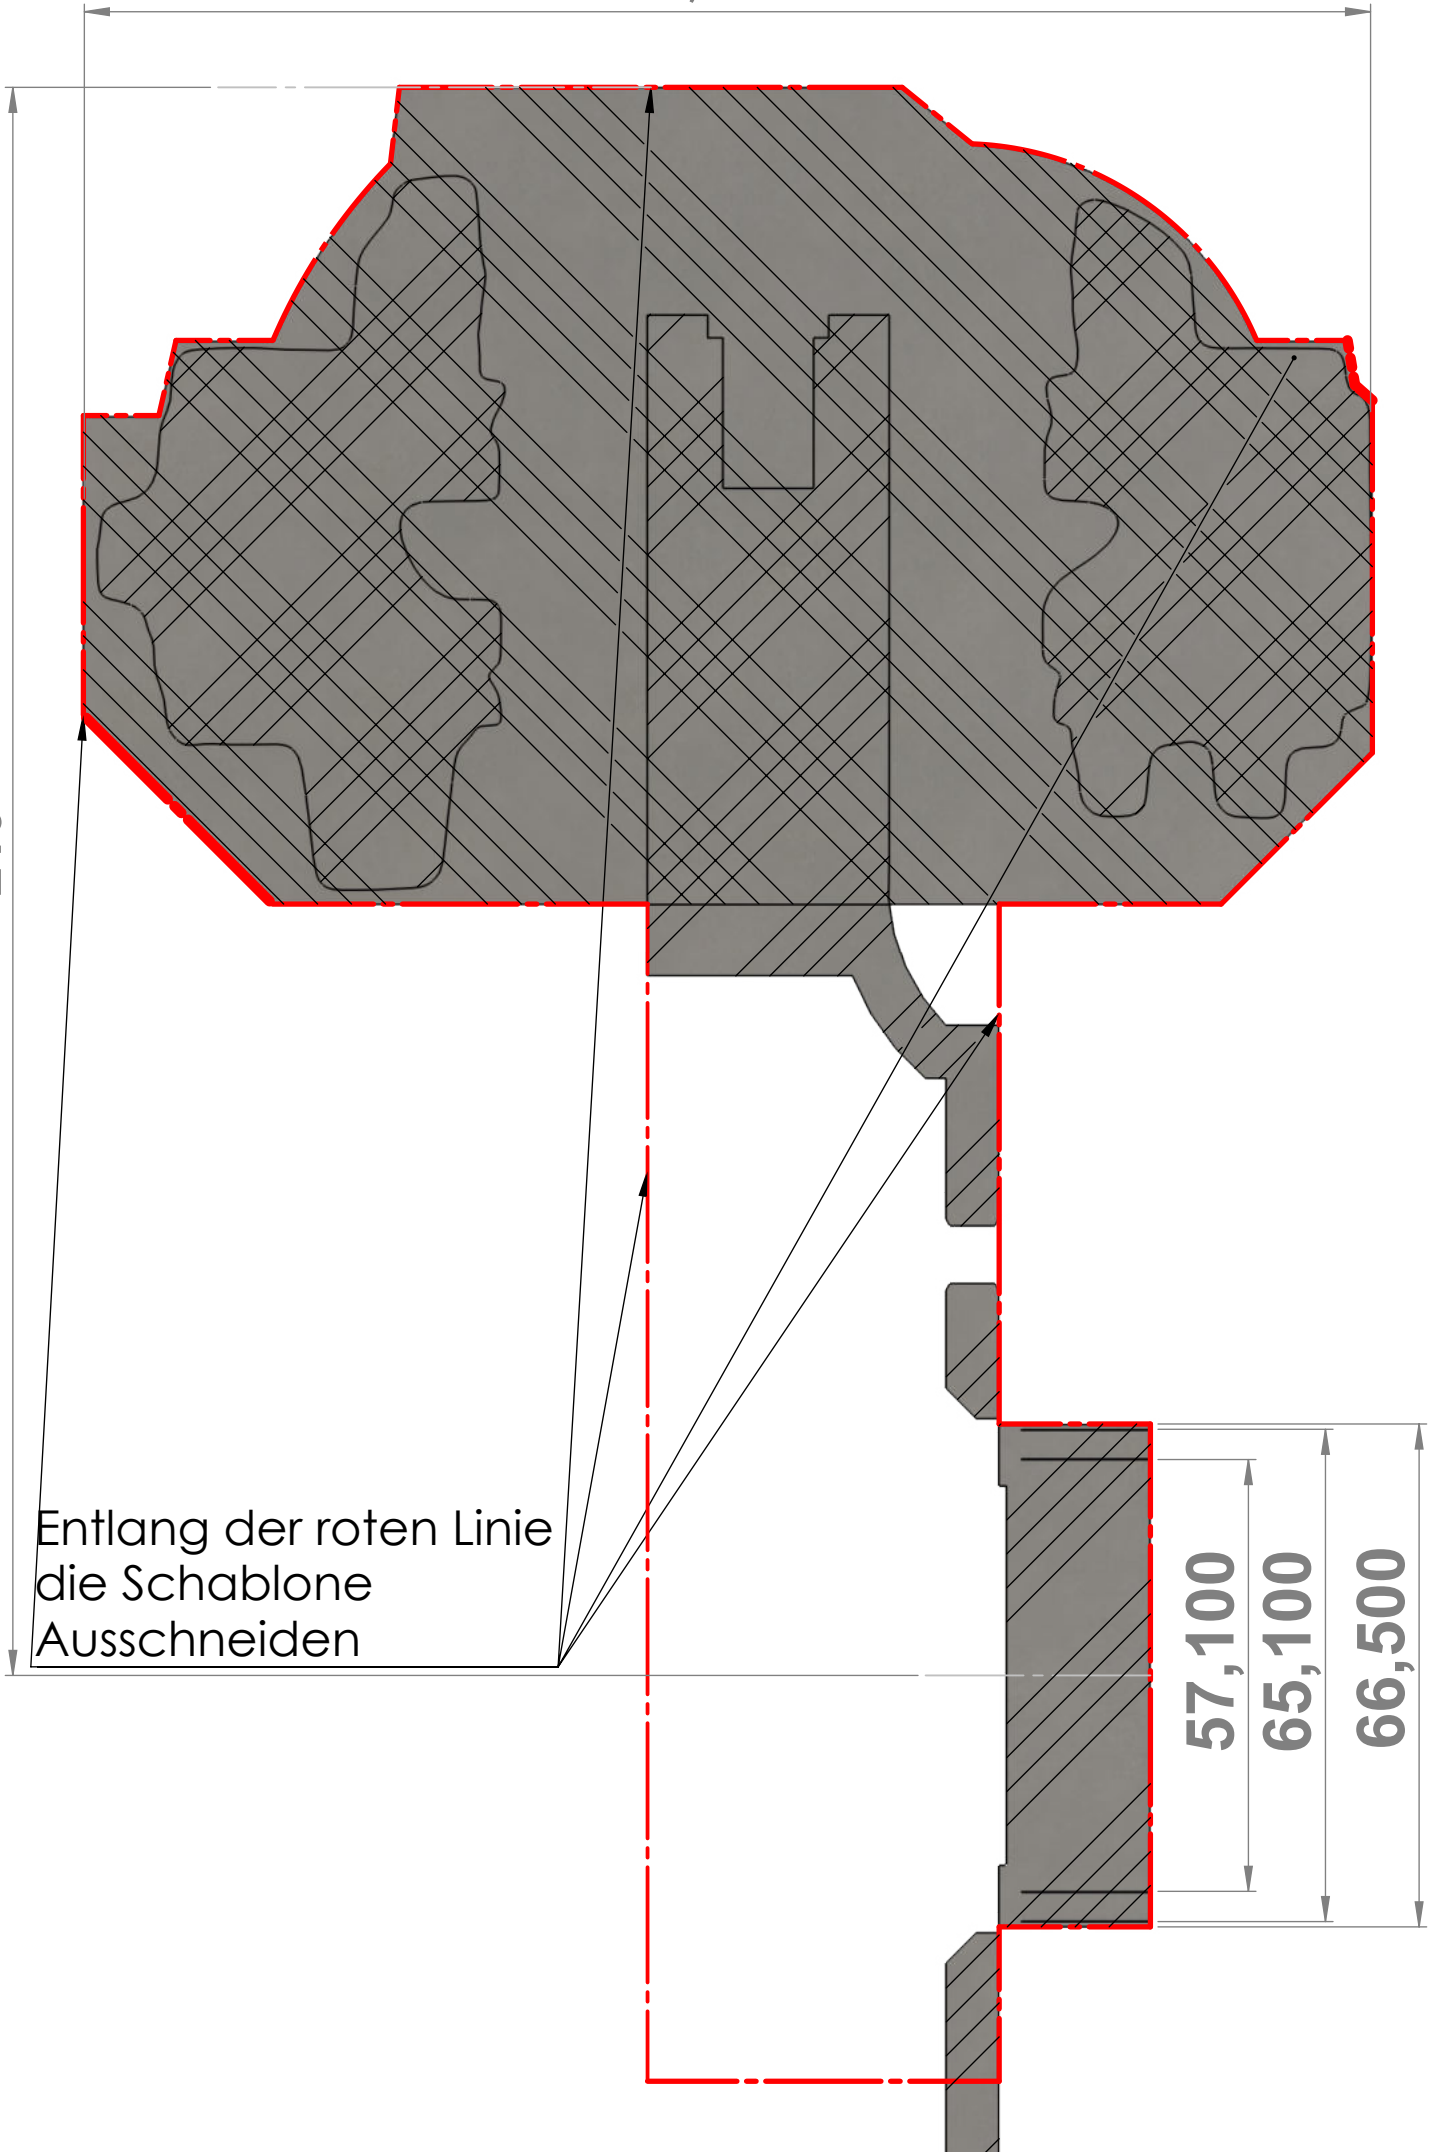 Entlang der roten Linie
die Schablone
Ausschneiden
57,100
65,100
66,500